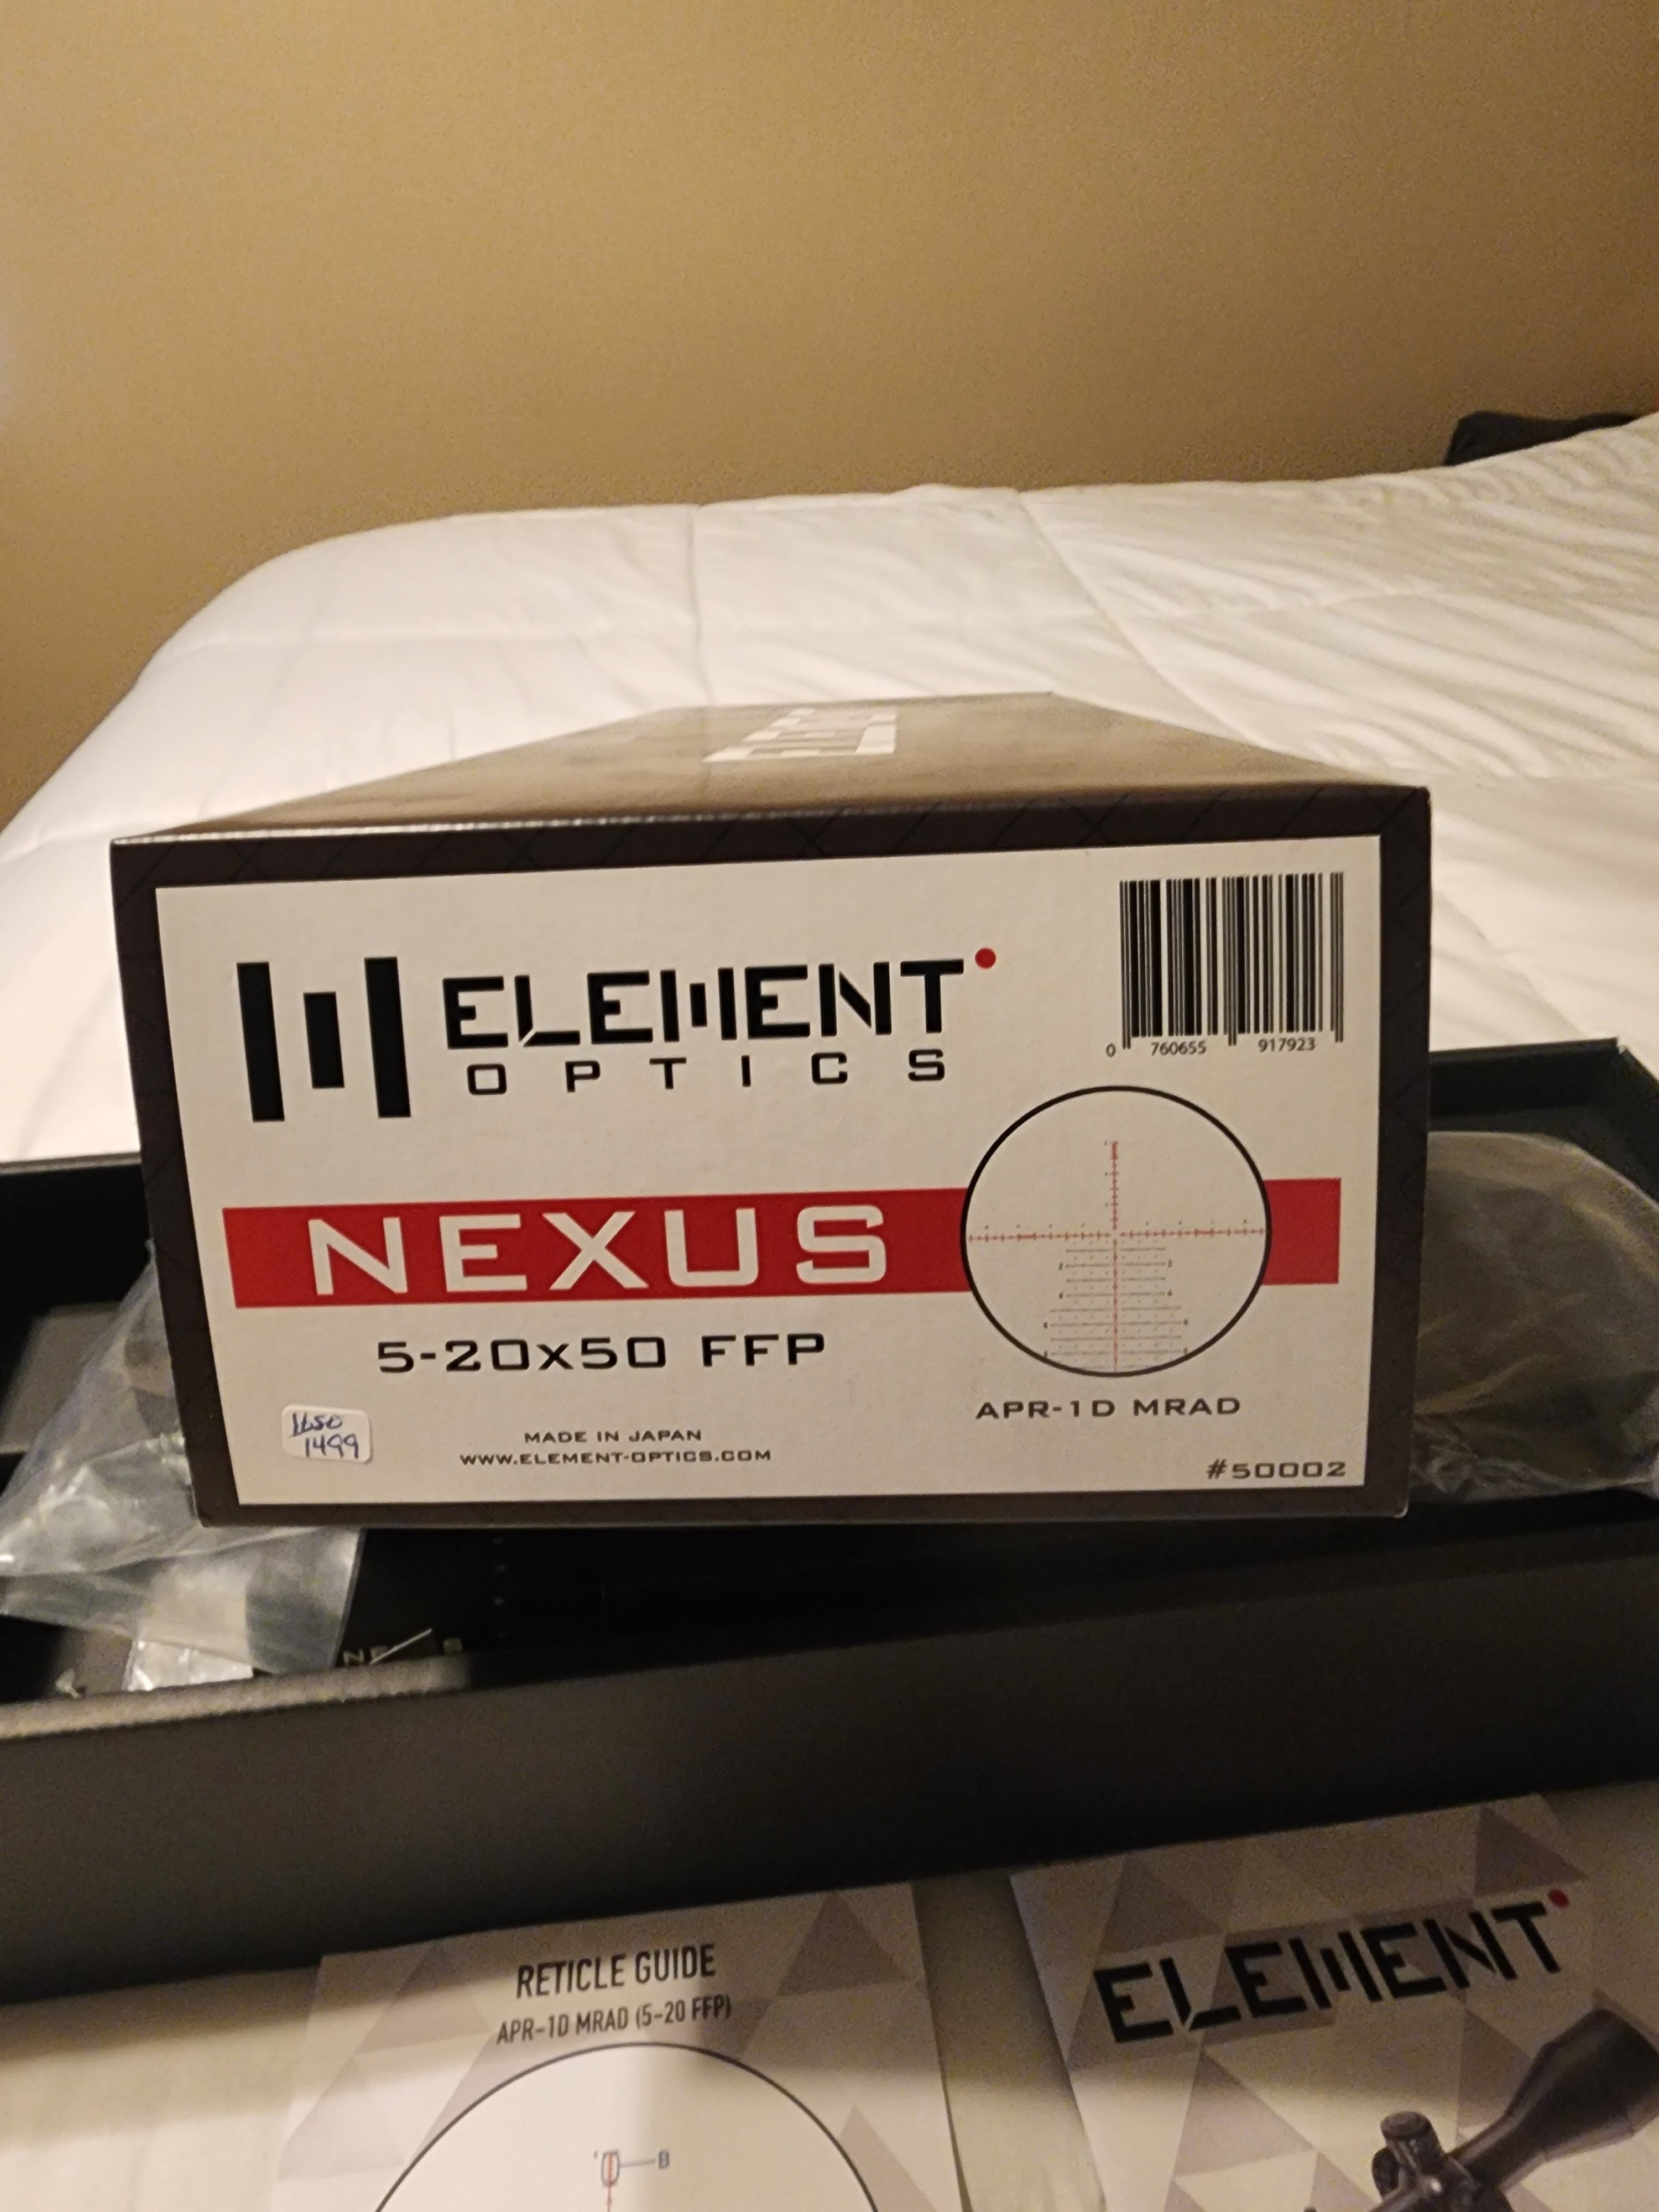 ELEMENT
OPTICS
0 760655 917923
NEXUS
5-20x50 FFP
APR-1D MRAD
1650
1499
MADE IN JAPAN
WWW.ELEMENT-OPTICS.COM
#50002
RETICLE GUIDE
APR-1D MRAD (5-20 FFP)
B
ELEMENT